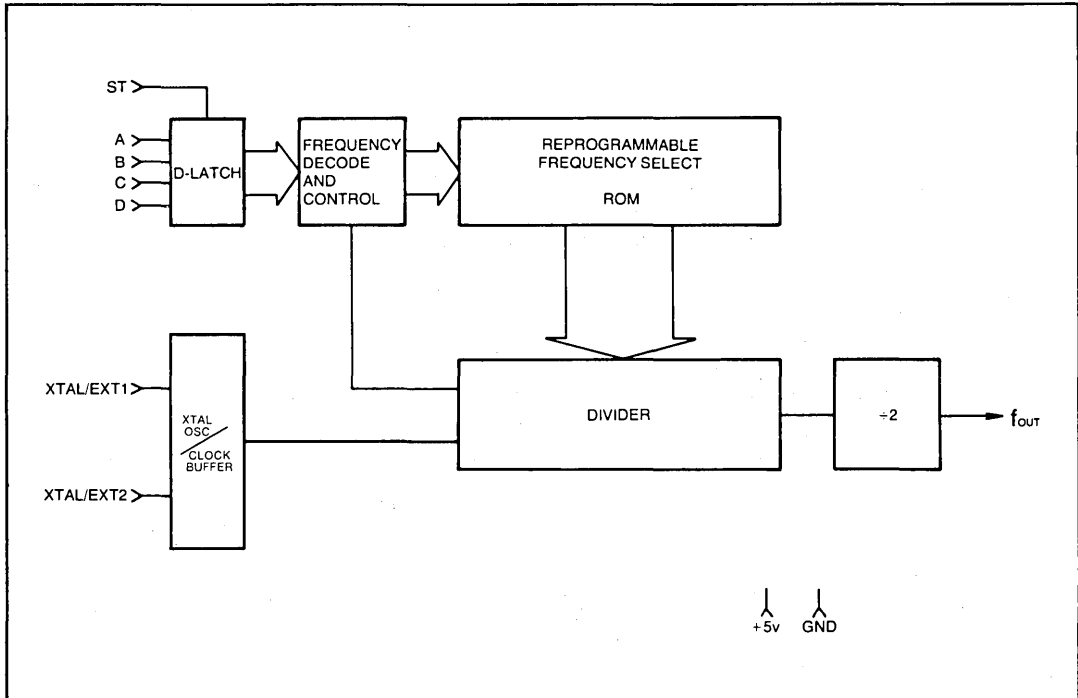 ST
A
B
C
D
D-LATCH
FREQUENCY
DECODE
AND
CONTROL
REPROGRAMMABLE
FREQUENCY SELECT
ROM
XTAL/EXT1
XTAL/EXT2
XTAL
OSC
CLOCK
BUFFER
DIVIDER
÷2
fOUT
+5v
GND